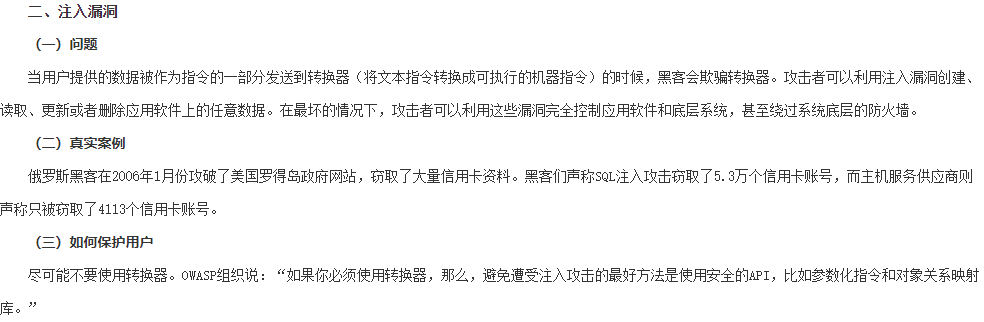 二、注入漏洞
（一）问题
当用户提供的数据被作为指令的一部分发送到转换器（将文本指令转换成可执行的机器指令）的时候，黑客会欺骗转换器。攻击者可以利用注入漏洞创建、
读取、更新或者删除应用软件上的任意数据。在最坏的情况下，攻击者可以利用这些漏洞完全控制应用软件和底层系统，甚至绕过系统底层的防火墙。
（二）真实案例
俄罗斯黑客在2006年1月份攻破了美国罗得岛政府网站，窃取了大量信用卡资料。黑客们声称SQL注入攻击窃取了5.3万个信用卡账号，而主机服务供应商则
声称只被窃取了4113个信用卡账号。
（三）如何保护用户
尽可能不要使用转换器。OWASP组织说：“如果你必须使用转换器，那么，避免遭受注入攻击的最好方法是使用安全的API，比如参数化指令和对象关系映射
库。”